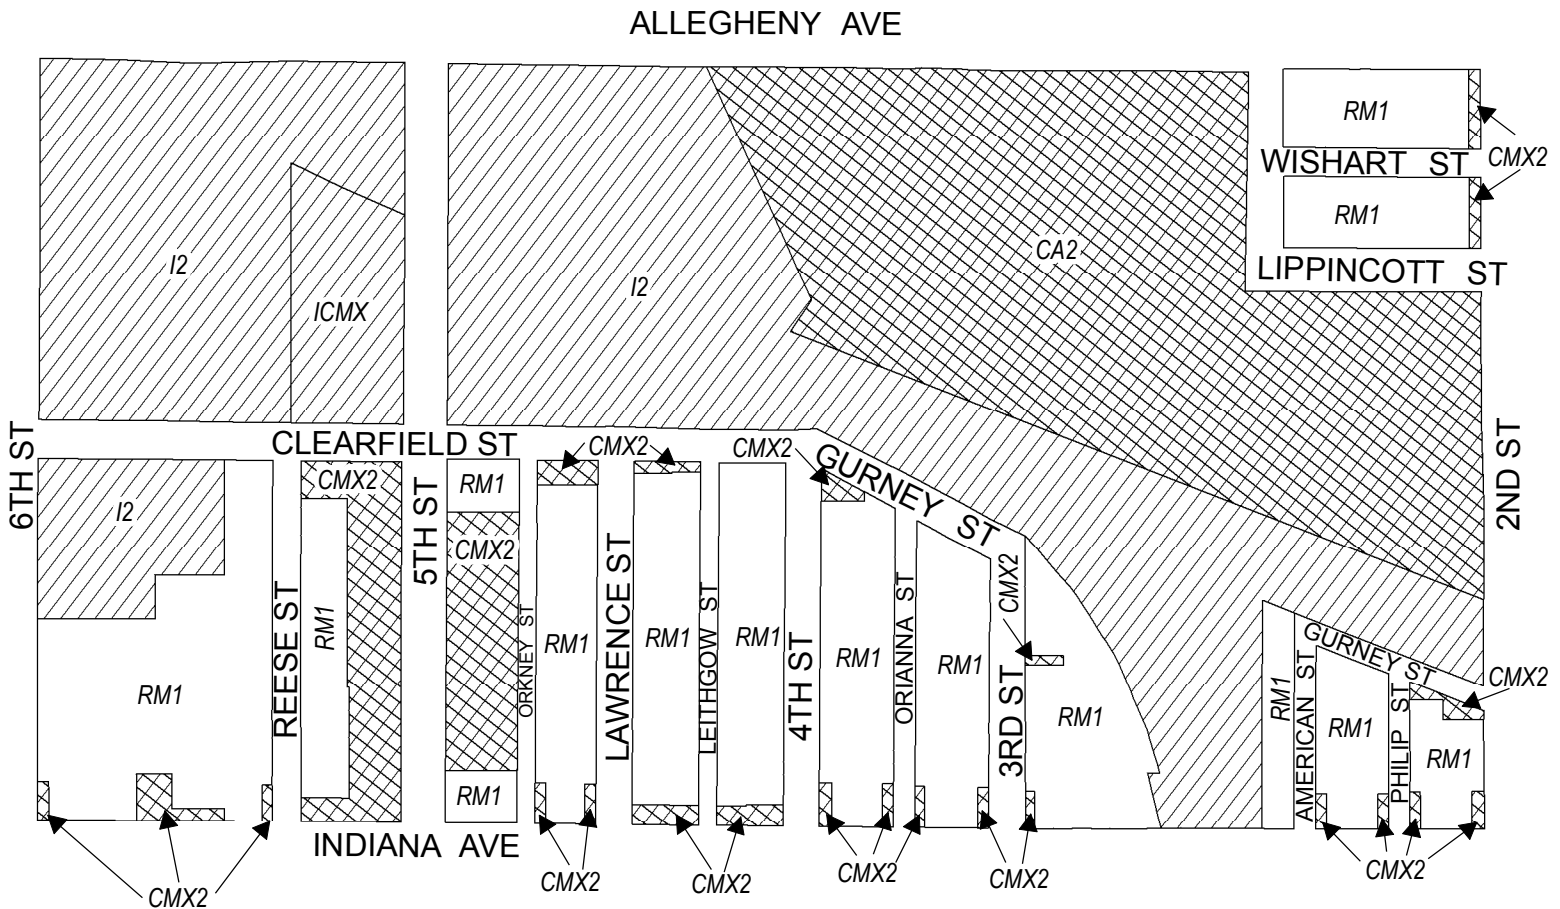 ALLEGHENY AVE
RM1
WISHART ST
CMX2
RM1
LIPPINCOTT ST
CA2
I2
I2
ICMX
6TH ST
CLEARFIELD ST
5TH ST
CMX2
CMX2
CMX2
GURNEY ST
2ND ST
I2
RM1
CMX2
RM1
REESE ST
RM1
ORKNEY ST
RM1
LAWRENCE ST
RM1
LEITHGOW ST
RM1
4TH ST
RM1
ORIANNA ST
RM1
CMX2
3RD ST
RM1
RM1
AMERICAN ST
GURNEY ST
RM1
PHILIP ST
CMX2
RM1
RM1
INDIANA AVE
CMX2
CMX2
CMX2
CMX2
CMX2
CMX2